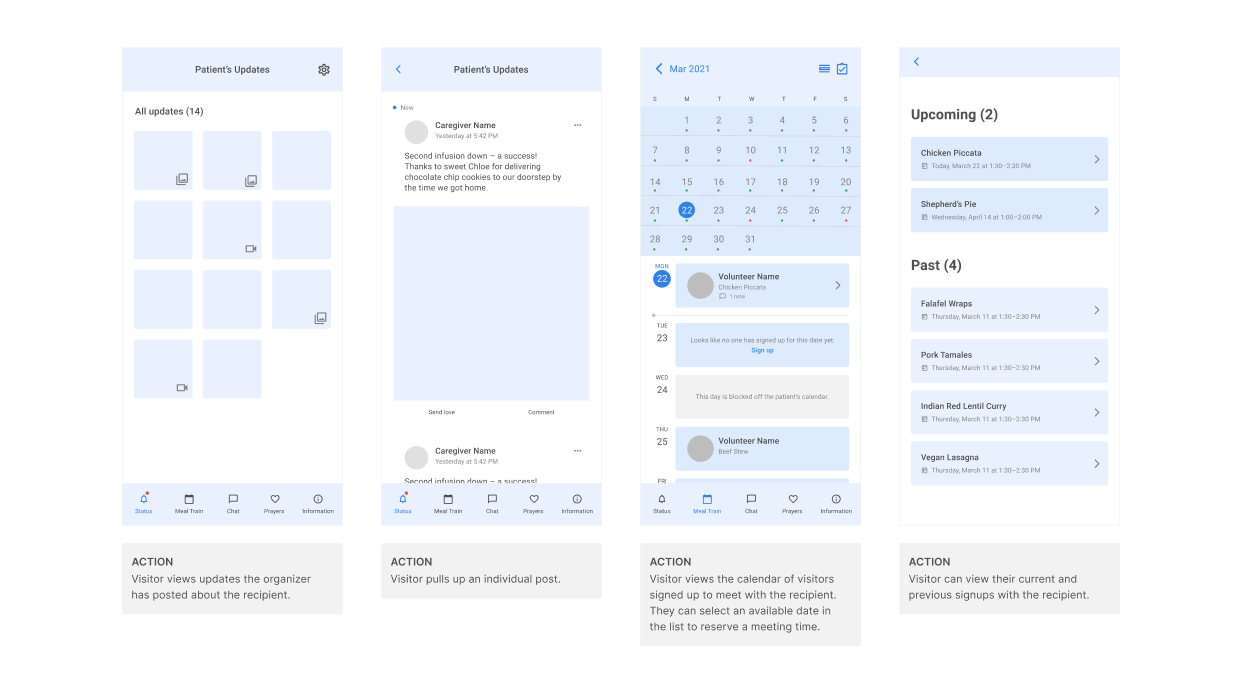 Patient's Updates
All updates (14)
Status
Meal Train
Chat
Prayers
Information
ACTION
Visitor views updates the organizer
has posted about the recipient.
Patient's Updates
New
Caregiver Name
Yesterday at 5:42 PM
Second infusion down – a success!
Thanks to sweet Chloe for delivering
chocolate chip cookies to our doorstep by
the time we got home.
Send love
Comment
Caregiver Name
Yesterday at 5:42 PM
Second infusion down – a success!
Status
Meal Train
Chat
Prayers
Information
ACTION
Visitor pulls up an individual post.
Mar 2021
S M T W T F S
1 2 3 4 5 6
7 8 9 10 11 12 13
14 15 16 17 18 19 20
21 22 23 24 25 26 27
28 29 30 31
MON
22
Volunteer Name
Chicken Piccata
1 note
TUE
23
Looks like no one has signed up for this date yet.
Sign up
WED
24
This day is blocked off the patient's calendar.
THU
25
Volunteer Name
Beef Stew
FRI
Status
Meal Train
Chat
Prayers
Information
ACTION
Visitor views the calendar of visitors
signed up to meet with the recipient.
They can select an available date in
the list to reserve a meeting time.
Upcoming (2)
Chicken Piccata
Today, March 22 at 1:30–2:30 PM
Shepherd's Pie
Wednesday, April 14 at 1:00–2:00 PM
Past (4)
Falafel Wraps
Thursday, March 11 at 1:30–2:30 PM
Pork Tamales
Thursday, March 11 at 1:30–2:30 PM
Indian Red Lentil Curry
Thursday, March 11 at 1:30–2:30 PM
Vegan Lasagna
Thursday, March 11 at 1:30–2:30 PM
ACTION
Visitor can view their current and
previous signups with the recipient.